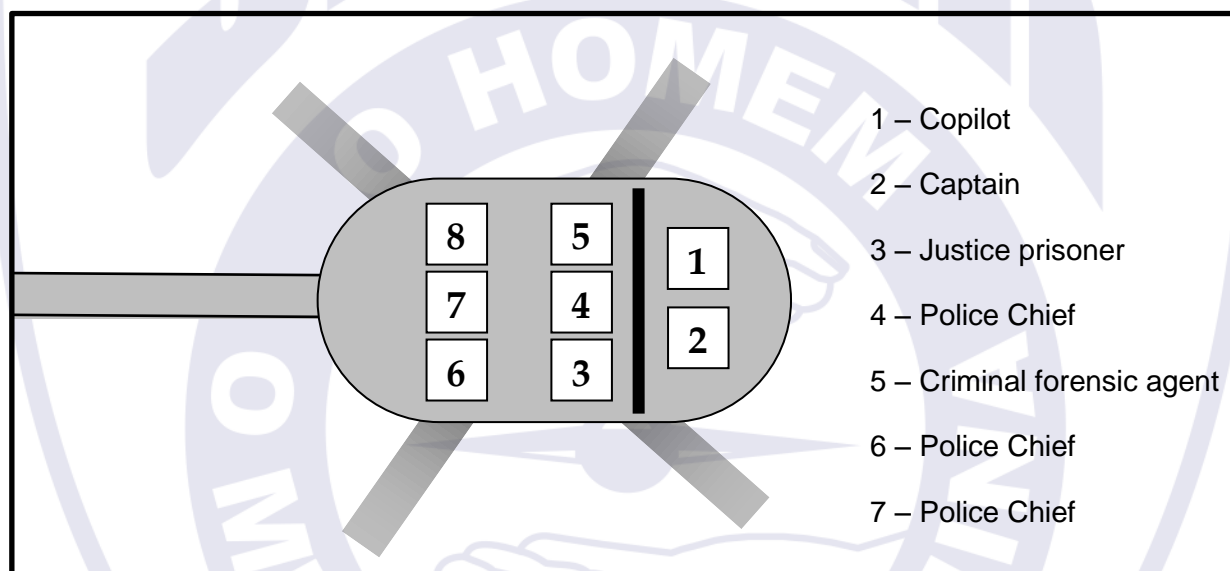 1 – Copilot
2 – Captain
3 – Justice prisoner
4 – Police Chief
5 – Criminal forensic agent
6 – Police Chief
7 – Police Chief
8 5 1
7 4 2
6 3
O HOMEM